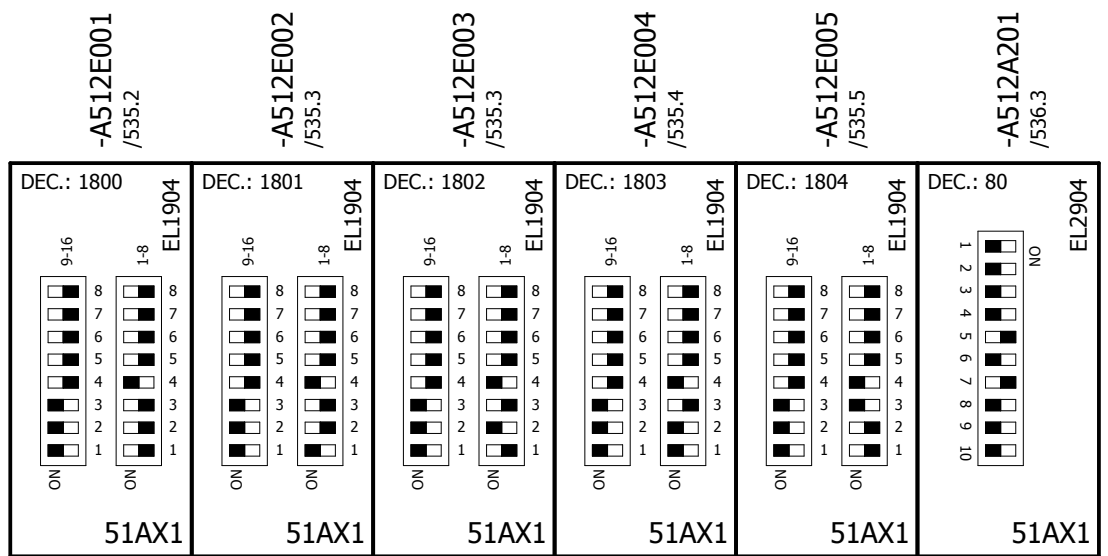 -A512E001
/535.2
-A512E002
/535.3
-A512E003
/535.3
-A512E004
/535.4
-A512E005
/535.5
-A512A201
/536.3
DEC.: 1800
EL1904
9-16
1-8
8 8
7 7
6 6
5 5
4 4
3 3
2 2
1 1
ON ON
51AX1
DEC.: 1801
EL1904
9-16
1-8
8 8
7 7
6 6
5 5
4 4
3 3
2 2
1 1
ON ON
51AX1
DEC.: 1802
EL1904
9-16
1-8
8 8
7 7
6 6
5 5
4 4
3 3
2 2
1 1
ON ON
51AX1
DEC.: 1803
EL1904
9-16
1-8
8 8
7 7
6 6
5 5
4 4
3 3
2 2
1 1
ON ON
51AX1
DEC.: 1804
EL1904
9-16
1-8
8 8
7 7
6 6
5 5
4 4
3 3
2 2
1 1
ON ON
51AX1
DEC.: 80
EL2904
ON
1
2
3
4
5
6
7
8
9
10
51AX1